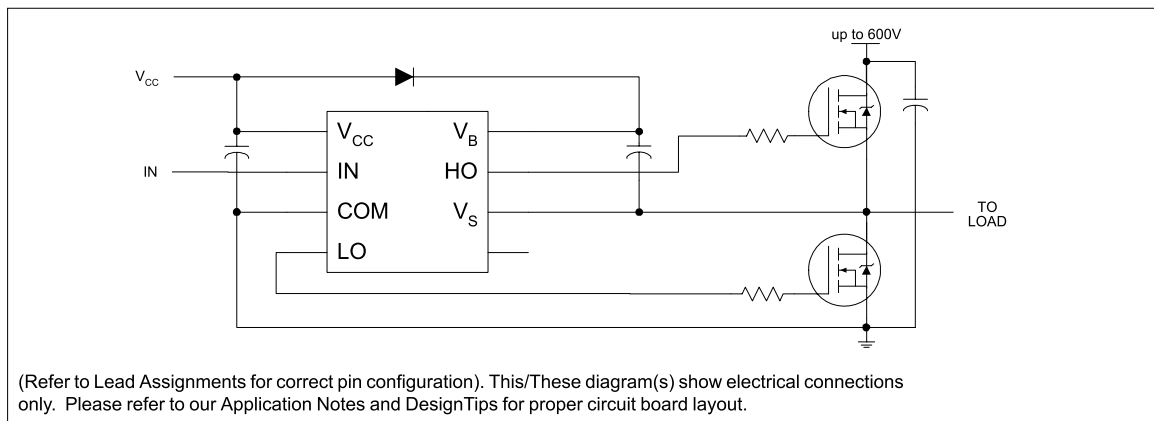 up to 600V
VCC
VCC
VB
IN
IN
HO
COM
VS
TO
LOAD
LO
(Refer to Lead Assignments for correct pin configuration). This/These diagram(s) show electrical connections
only. Please refer to our Application Notes and DesignTips for proper circuit board layout.